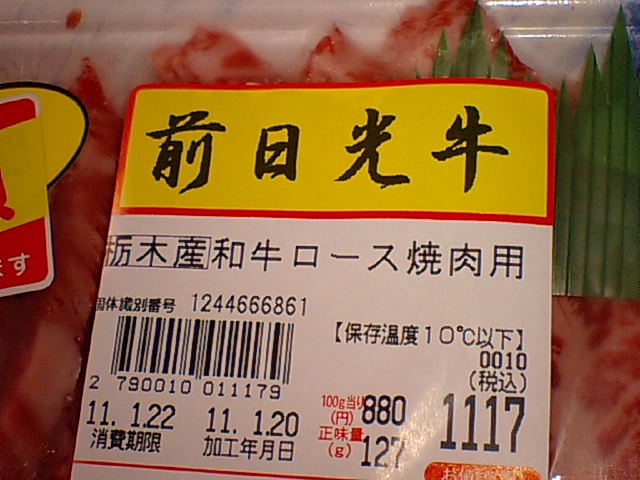 前日光牛
栃木産和牛ロース焼肉用
個体識別番号 1244666861
【保存温度10℃以下】
0010
(税込)
2 790010 011179
100g当り
(円) 880
1117
11. 1.22 11. 1.20
消費期限 加工年月日
正味量
(g) 127
ます